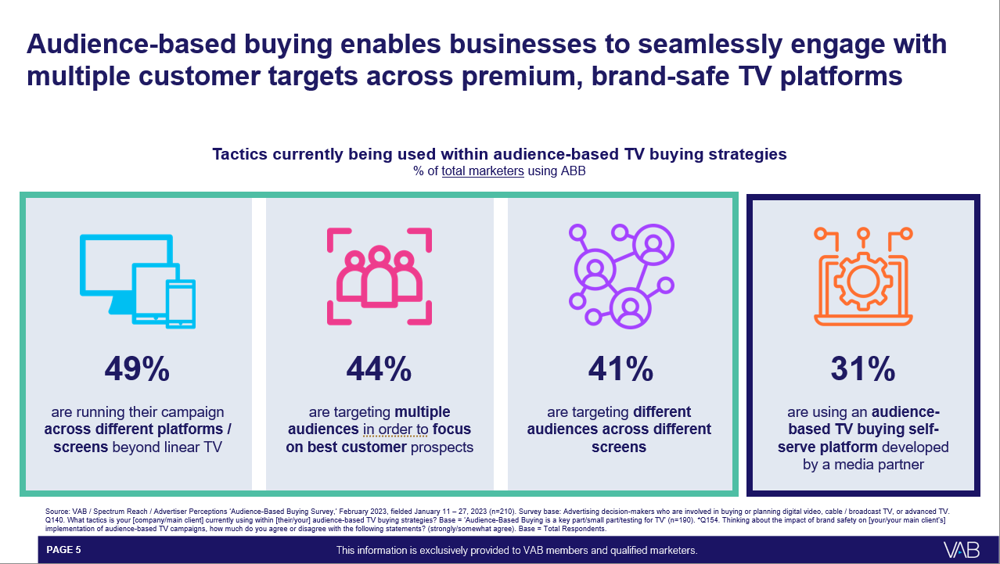 Audience-based buying enables businesses to seamlessly engage with
multiple customer targets across premium, brand-safe TV platforms
Tactics currently being used within audience-based TV buying strategies
% of total marketers using ABB
49%
are running their campaign
across different platforms /
screens beyond linear TV
44%
are targeting multiple
audiences in order to focus
on best customer prospects
41%
are targeting different
audiences across different
screens
31%
are using an audience-
based TV buying self-
serve platform developed
by a media partner
Source: VAB / Spectrum Reach / Advertiser Perceptions 'Audience-Based Buying Survey,' February 2023, fielded January 11 – 27, 2023 (n=210). Survey base: Advertising decision-makers who are involved in buying or planning digital video, cable / broadcast TV, or advanced TV.
Q140. What tactics is your [company/main client] currently using within [their/your] audience-based TV buying strategies? Base = 'Audience-Based Buying is a key part/small part/testing for TV' (n=190). *Q154. Thinking about the impact of brand safety on [your/your main client's]
implementation of audience-based TV campaigns, how much do you agree or disagree with the following statements? (strongly/somewhat agree). Base = Total Respondents.
PAGE 5
This information is exclusively provided to VAB members and qualified marketers.
VAB